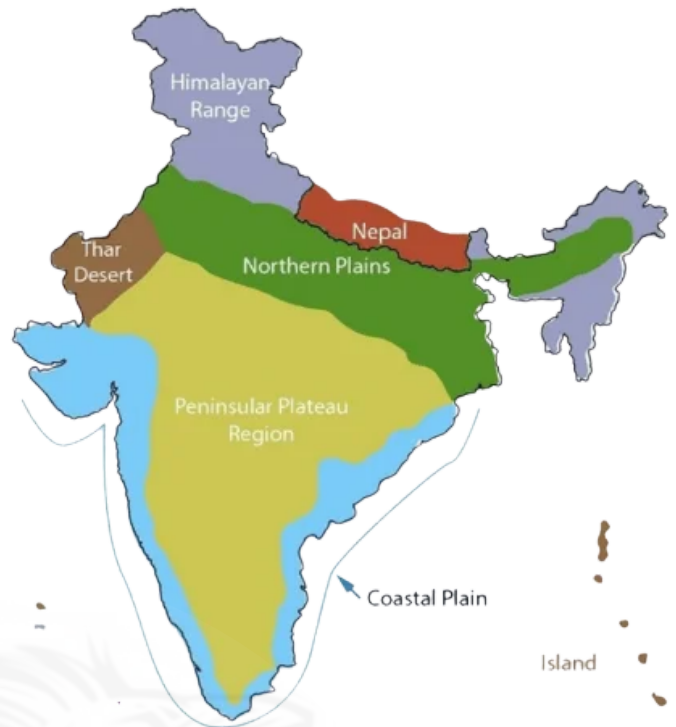 Himalayan
Range
Nepal
Thar
Desert
Northern Plains
Peninsular Plateau
Region
Coastal Plain
Island